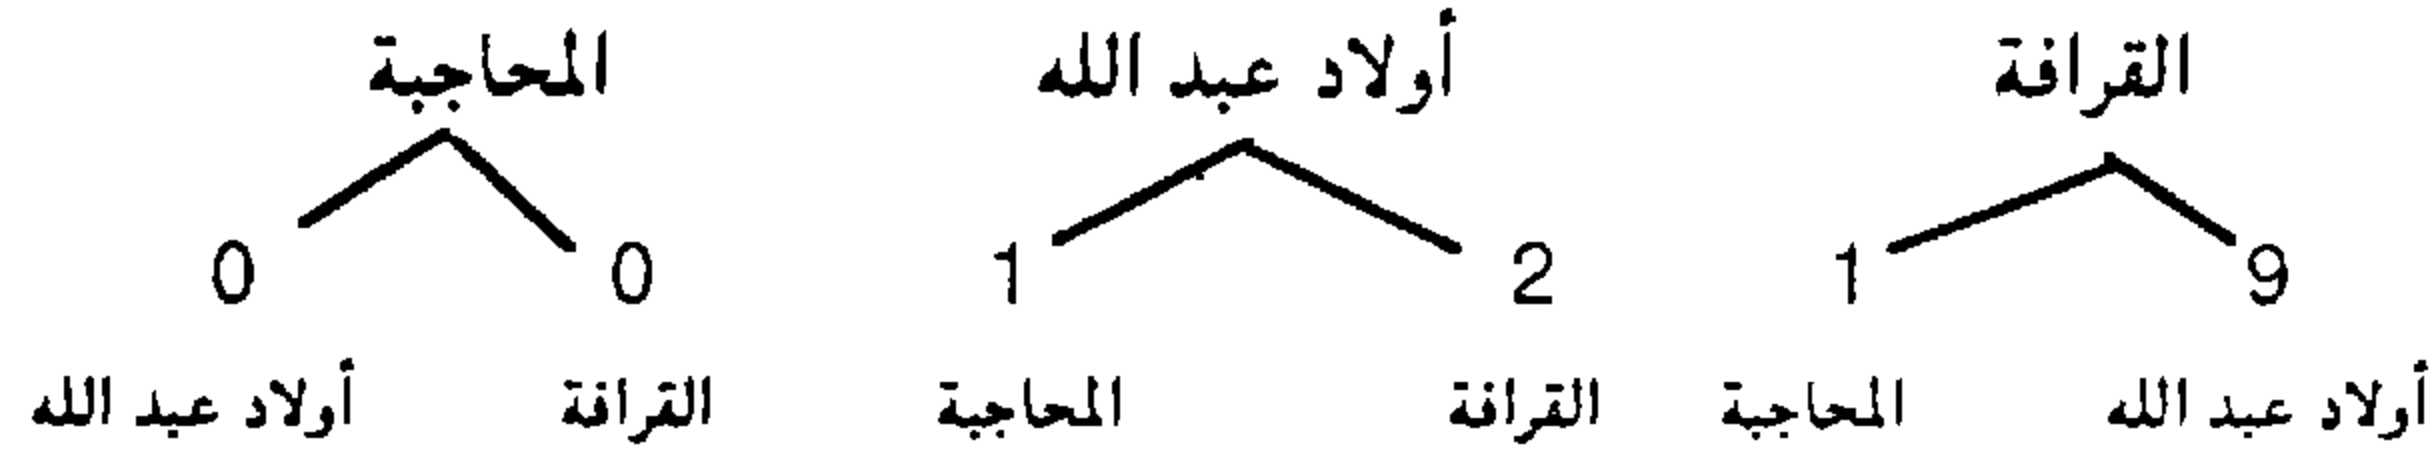 القرافة أولاد عبد الله المحاجبة
9 1 2 1 0 0
أولاد عبد الله المحاجبة القرافة المحاجبة القرافة أولاد عبد الله